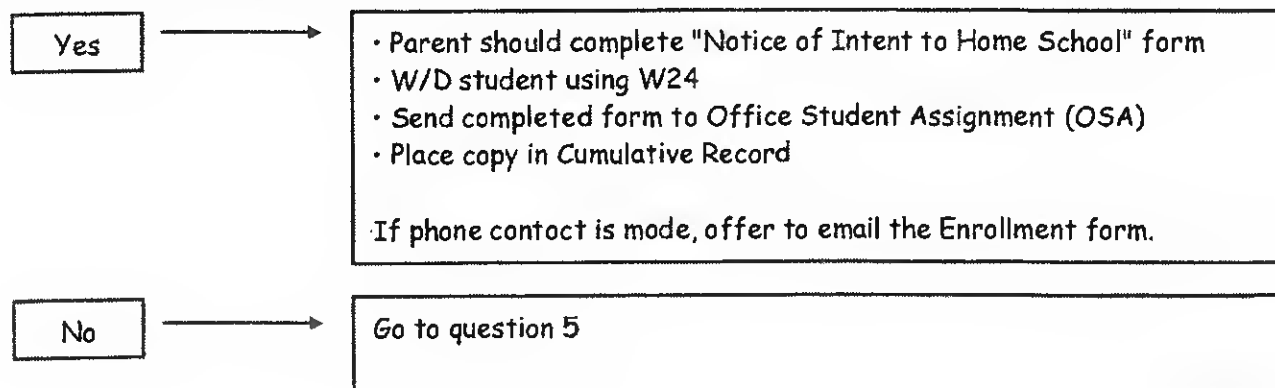 Yes
· Parent should complete "Notice of Intent to Home School" form
· W/D student using W24
· Send completed form to Office Student Assignment (OSA)
· Place copy in Cumulative Record
If phone contoct is mode, offer to email the Enrollment form.
No
Go to question 5